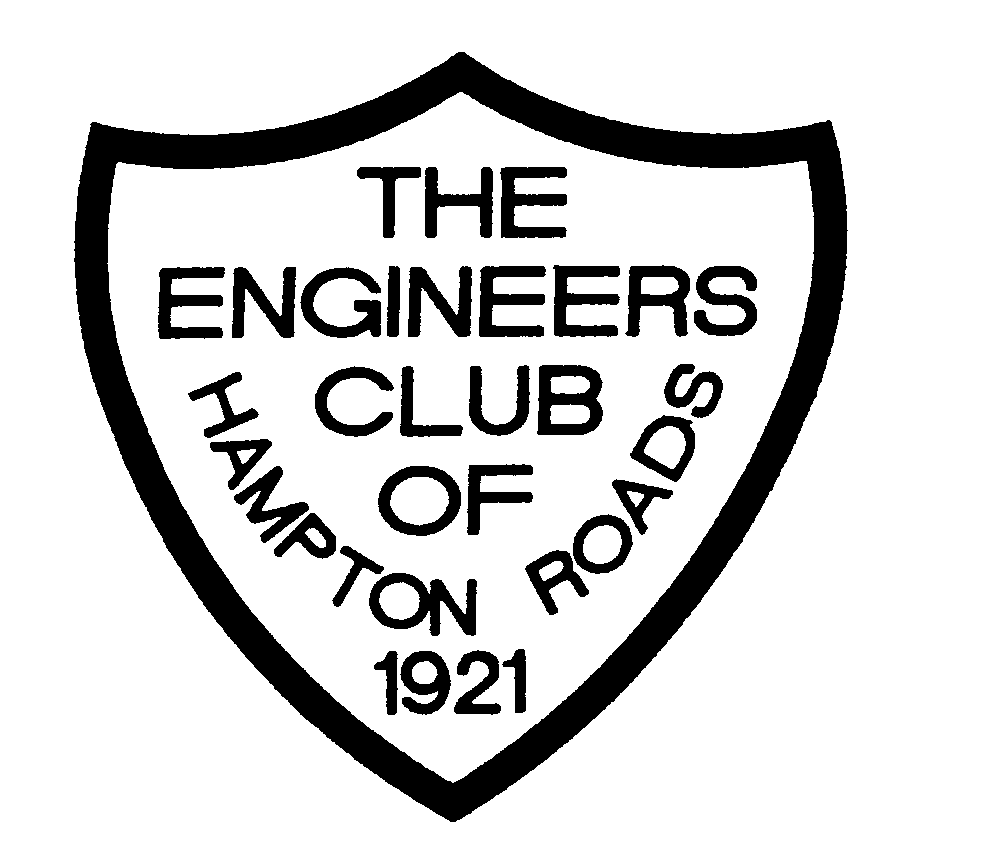 THE
ENGINEERS
CLUB
OF
HAMPTON ROADS
1921